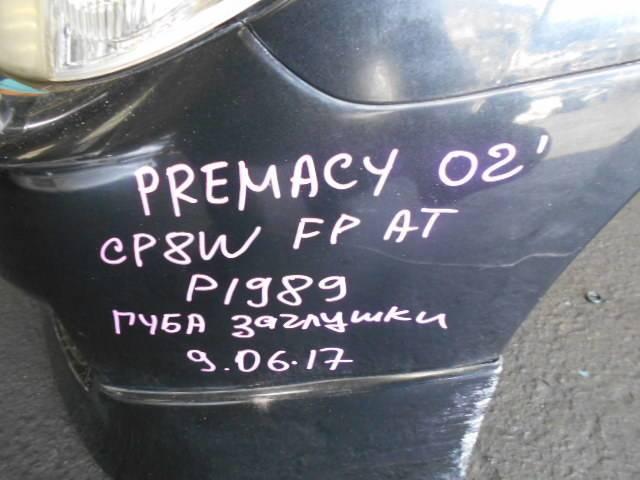 PREMACY 02'
CP8W FP AT
P1989
ГУБА ЗАГЛУШКИ
9.06.17